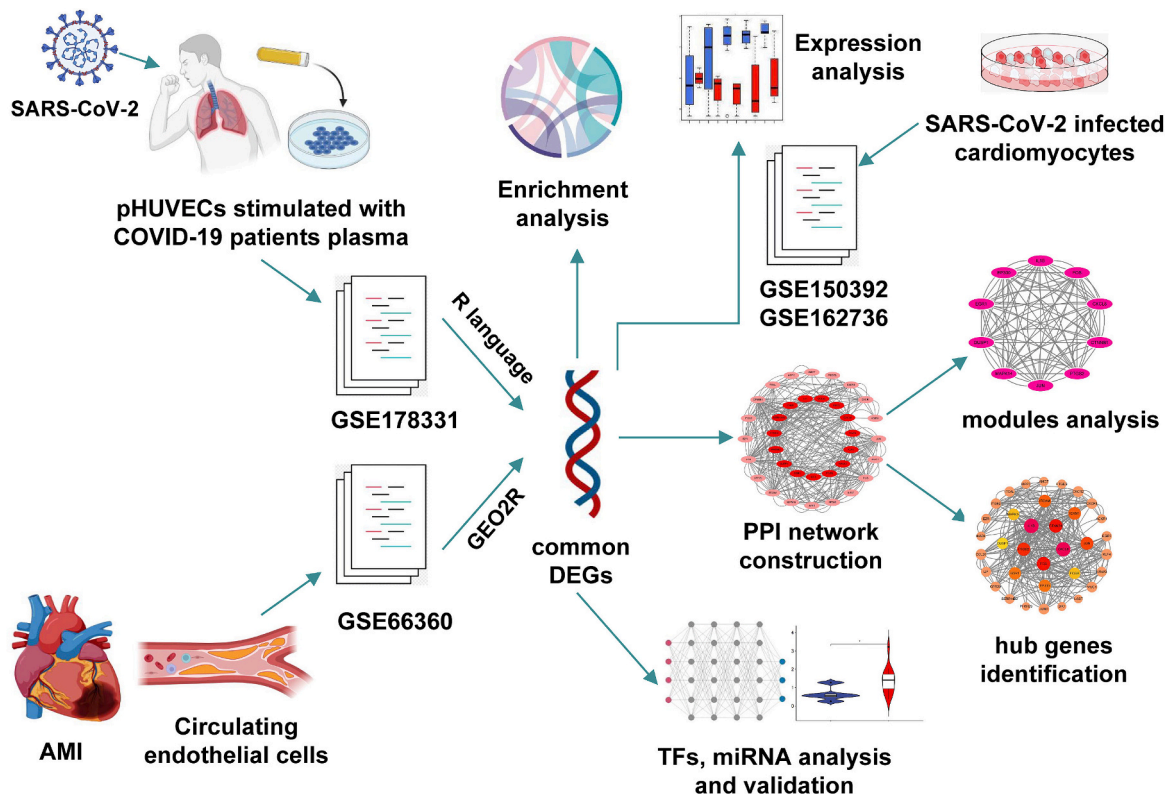 SARS-CoV-2
pHUVECs stimulated with
COVID-19 patients plasma
Enrichment
analysis
Expression
analysis
SARS-CoV-2 infected
cardiomyocytes
GSE150392
GSE162736
R language
GSE178331
modules analysis
GEO2R
common
DEGs
PPI network
construction
GSE66360
hub genes
identification
AMI
Circulating
endothelial cells
TFs, miRNA analysis
and validation